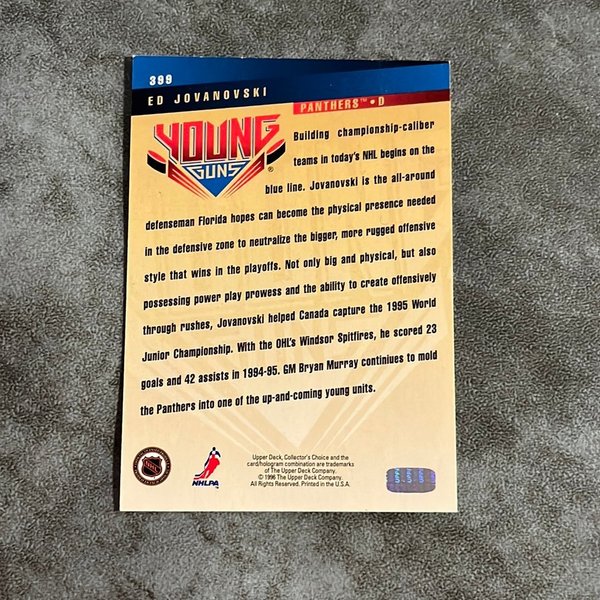 399
ED JOVANOVSKI
PANTHERS™ • D
YOUNG
GUNS®
Building championship-caliber
teams in today's NHL begins on the
blue line. Jovanovski is the all-around
defenseman Florida hopes can become the physical presence needed
in the defensive zone to neutralize the bigger, more rugged offensive
style that wins in the playoffs. Not only big and physical, but also
possessing power play prowess and the ability to create offensively
through rushes, Jovanovski helped Canada capture the 1995 World
Junior Championship. With the OHL's Windsor Spitfires, he scored 23
goals and 42 assists in 1994-95. GM Bryan Murray continues to mold
the Panthers into one of the up-and-coming young units.
NHL
NHLPA
Upper Deck, Collector's Choice and the
card/hologram combination are trademarks
of The Upper Deck Company.
© 1996 The Upper Deck Company.
All Rights Reserved. Printed in the U.S.A.